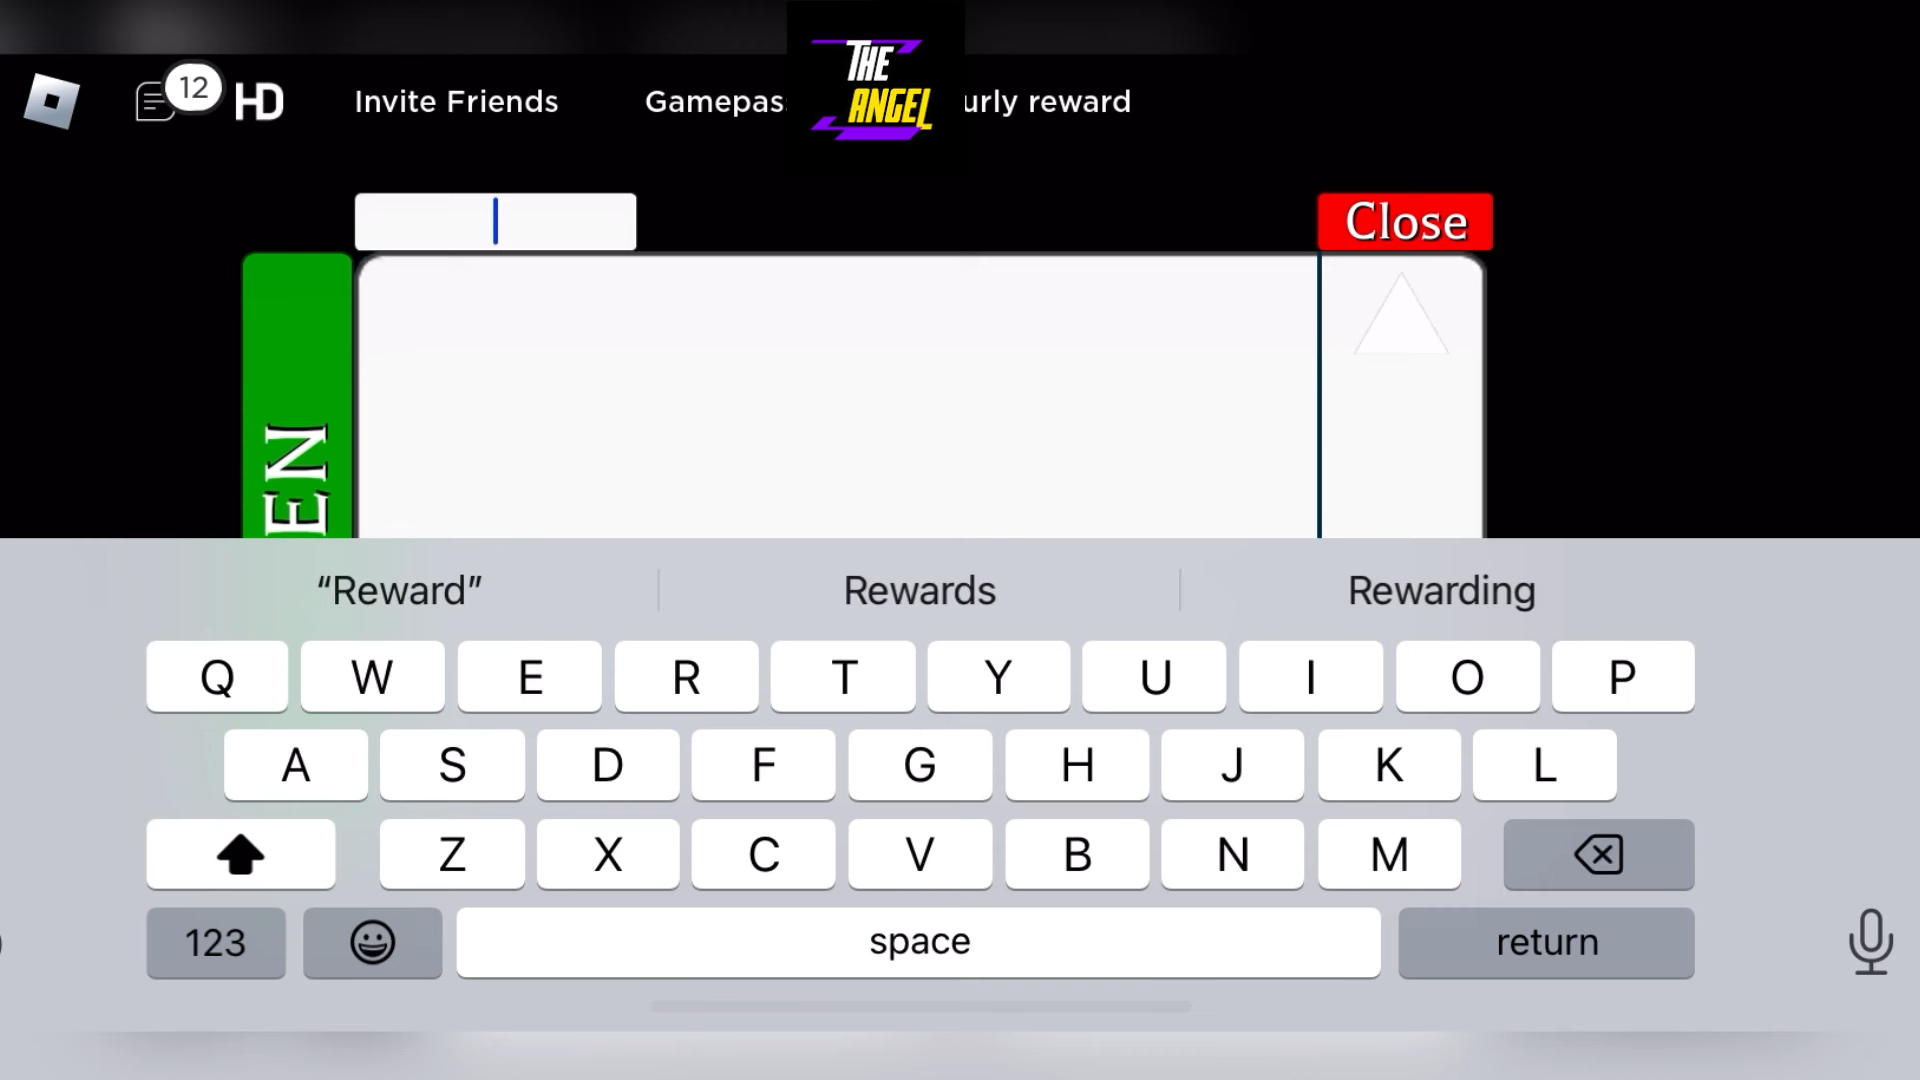 THE
ANGEL
12
HD
Invite Friends
Gamepas
urly reward
Close
EN
“Reward”
Rewards
Rewarding
Q W E R T Y U I O P
A S D F G H J K L
Z X C V B N M
123
space
return